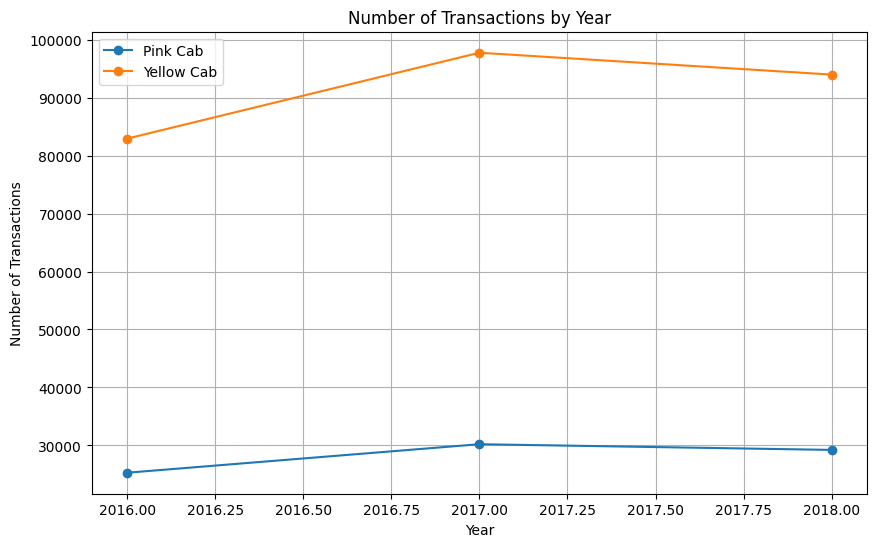 Number of Transactions by Year
Pink Cab
Yellow Cab
Number of Transactions
100000
90000
80000
70000
60000
50000
40000
30000
2016.00 2016.25 2016.50 2016.75 2017.00 2017.25 2017.50 2017.75 2018.00
Year